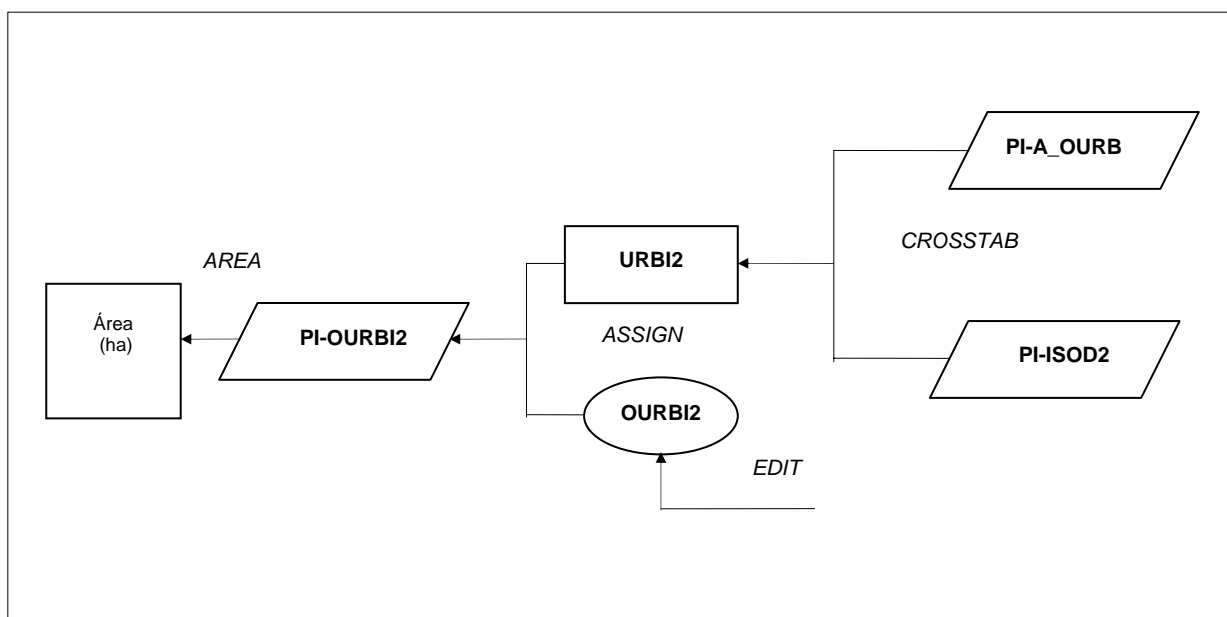 PI-A_OURB
CROSSTAB
URBI2
AREA
Área
(ha)
PI-OURBI2
ASSIGN
PI-ISOD2
OURBI2
EDIT